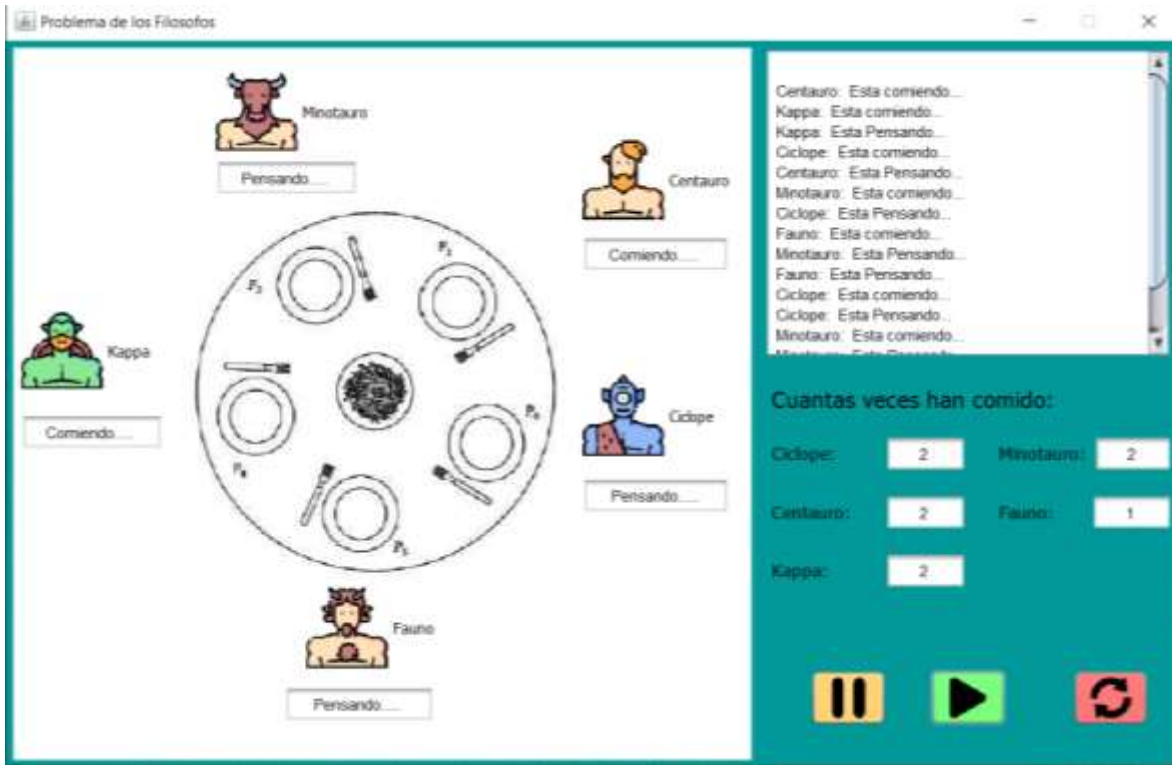 Problema de los Filosofos
Minotauro
Pensando....
Centauro
Comiendo....
Kappa
Comiendo....
Ciclope
Pensando....
Fauno
Pensando....
Centauro: Esta comiendo...
Kappa: Esta comiendo...
Kappa: Esta Pensando...
Ciclope: Esta comiendo...
Centauro: Esta Pensando...
Minotauro: Esta comiendo...
Ciclope: Esta Pensando...
Fauno: Esta comiendo...
Minotauro: Esta Pensando...
Fauno: Esta Pensando...
Ciclope: Esta comiendo...
Ciclope: Esta Pensando...
Minotauro: Esta comiendo...
Cuantas veces han comido:
Ciclope: 2 Minotauro: 2
Centauro: 2 Fauno: 1
Kappa: 2